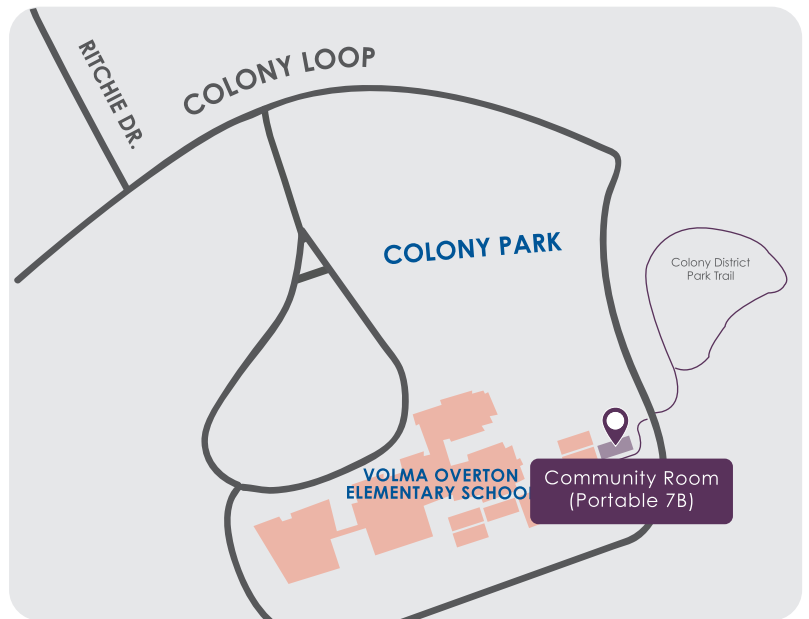 RITCHIE DR.
COLONY LOOP
COLONY PARK
Colony District
Park Trail
VOLMA OVERTON
ELEMENTARY SCHOO
Community Room
(Portable 7B)